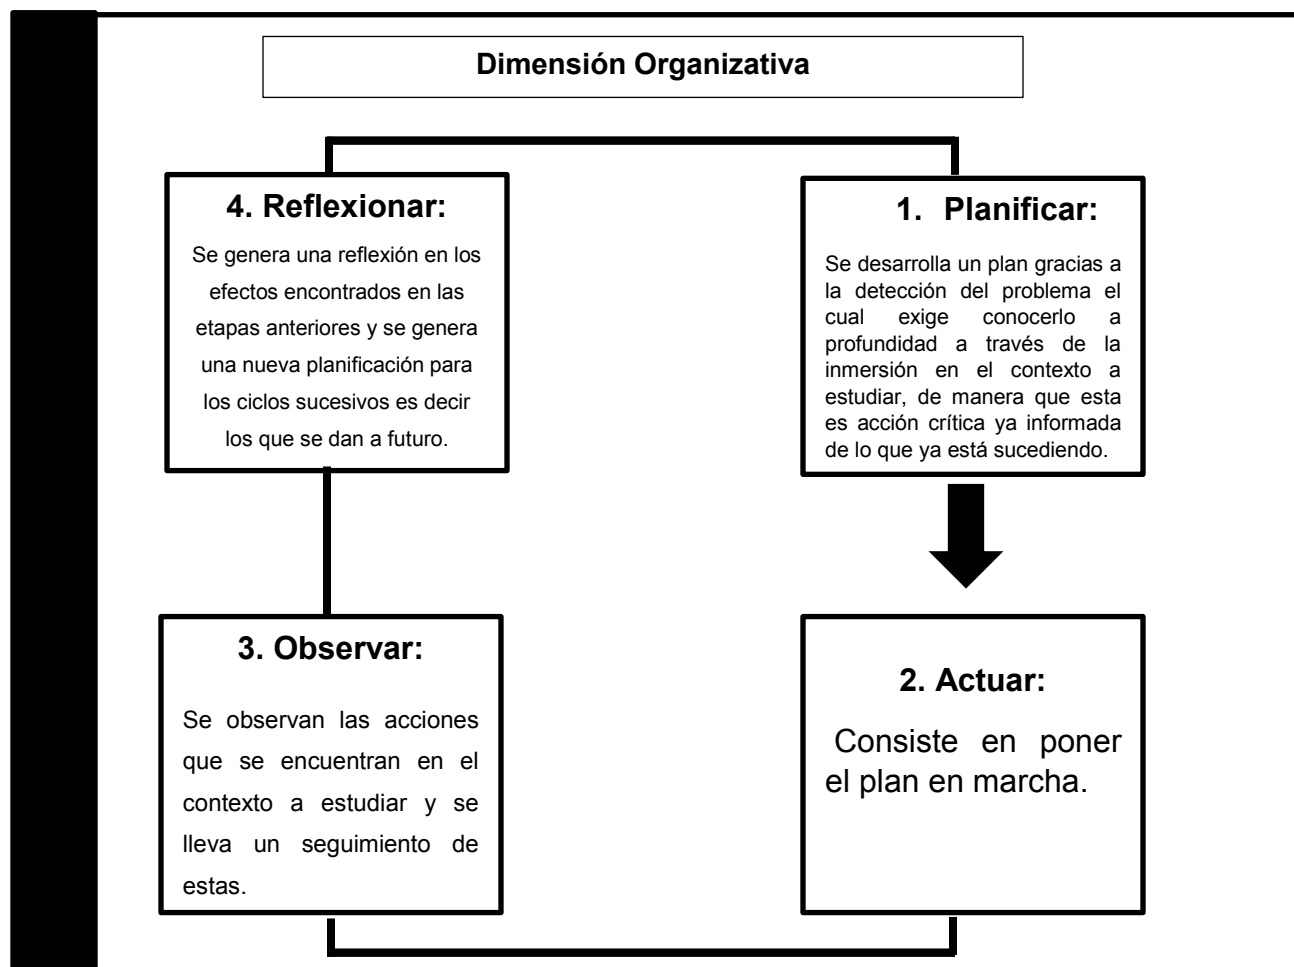 Dimensión Organizativa
4. Reflexionar:
Se genera una reflexión en los
efectos encontrados en las
etapas anteriores y se genera
una nueva planificación para
los ciclos sucesivos es decir
los que se dan a futuro.
1. Planificar:
Se desarrolla un plan gracias a
la detección del problema el
cual exige conocerlo a
profundidad a través de la
inmersión en el contexto a
estudiar, de manera que esta
es acción crítica ya informada
de lo que ya está sucediendo.
3. Observar:
Se observan las acciones
que se encuentran en el
contexto a estudiar y se
lleva un seguimiento de
estas.
2. Actuar:
Consiste en poner
el plan en marcha.